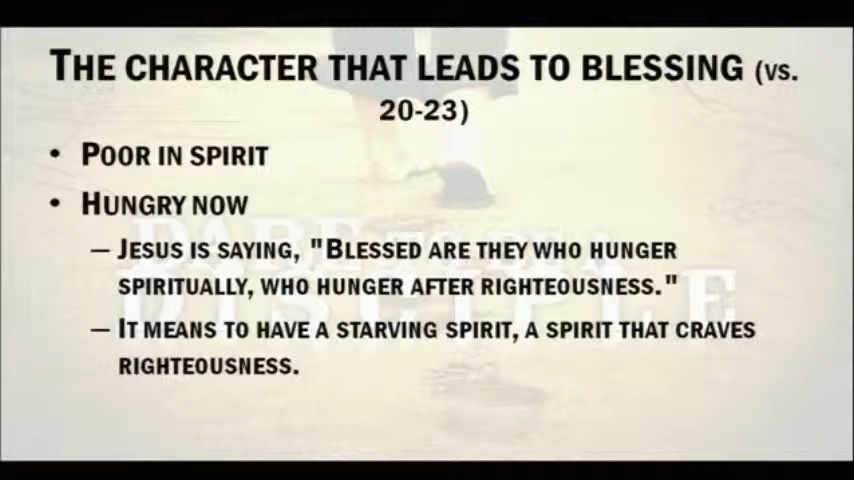 THE CHARACTER THAT LEADS TO BLESSING (VS.
20-23)
• POOR IN SPIRIT
• HUNGRY NOW
— JESUS IS SAYING, "BLESSED ARE THEY WHO HUNGER
SPIRITUALLY, WHO HUNGER AFTER RIGHTEOUSNESS."
— IT MEANS TO HAVE A STARVING SPIRIT, A SPIRIT THAT CRAVES
RIGHTEOUSNESS.
DISCIPLE